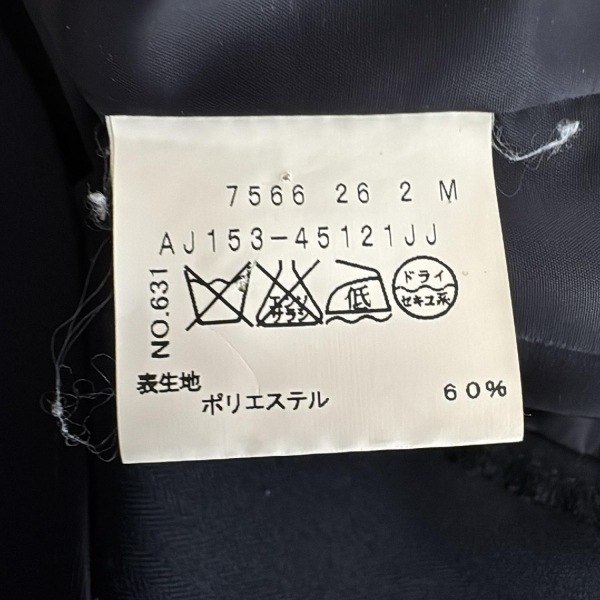 7566 26 2 M
AJ153-45121JJ
NO.631
エンソ
サラシ
低
ドライ
セキユ系
表生地
ポリエステル 60%